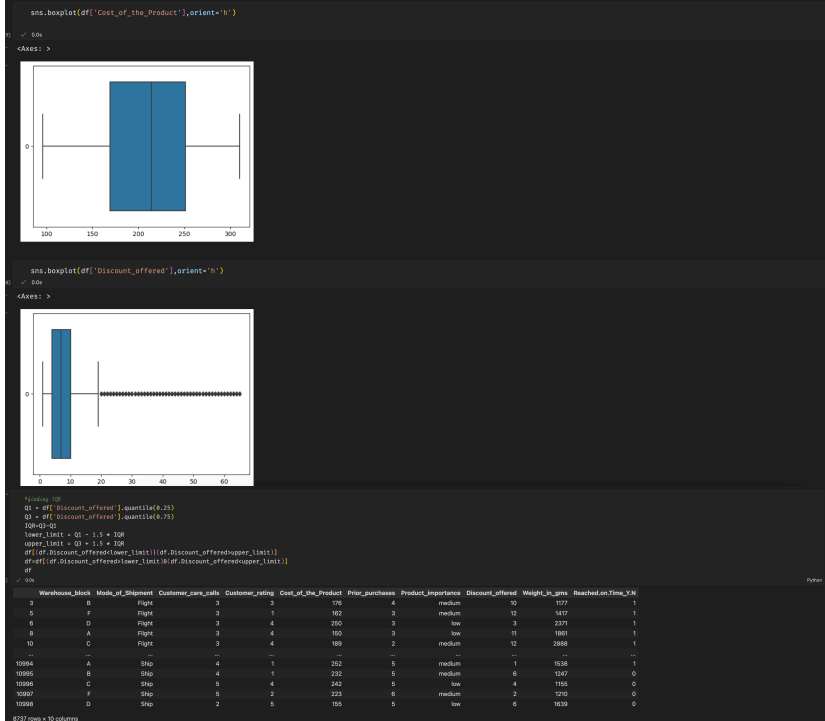 sns.boxplot(df['Cost_of_the_Product'],orient='h')
✓ 0.0s
<Axes: >
0
100 150 200 250 300
sns.boxplot(df['Discount_offered'],orient='h')
✓ 0.0s
<Axes: >
0
0 10 20 30 40 50 60
#finding IQR
Q1 = df['Discount_offered'].quantile(0.25)
Q3 = df['Discount_offered'].quantile(0.75)
IQR=Q3-Q1
lower_limit = Q1 - 1.5 * IQR
upper_limit = Q3 + 1.5 * IQR
df[(df.Discount_offered<lower_limit)|(df.Discount_offered>upper_limit)]
df=df[(df.Discount_offered>lower_limit)&(df.Discount_offered<upper_limit)]
df
✓ 0.0s Python
Warehouse_block Mode_of_Shipment Customer_care_calls Customer_rating Cost_of_the_Product Prior_purchases Product_importance Discount_offered Weight_in_gms Reached.on.Time_Y.N
3 B Flight 3 3 176 4 medium 10 1177 1
5 F Flight 3 1 162 3 medium 12 1417 1
6 D Flight 3 4 250 3 low 3 2371 1
8 A Flight 3 4 150 3 low 11 1861 1
10 C Flight 3 4 189 2 medium 12 2888 1
... ... ... ... ... ... ... ... ... ... ...
10994 A Ship 4 1 252 5 medium 1 1538 1
10995 B Ship 4 1 232 5 medium 6 1247 0
10996 C Ship 5 4 242 5 low 4 1155 0
10997 F Ship 5 2 223 6 medium 2 1210 0
10998 D Ship 2 5 155 5 low 6 1639 0
8737 rows × 10 columns